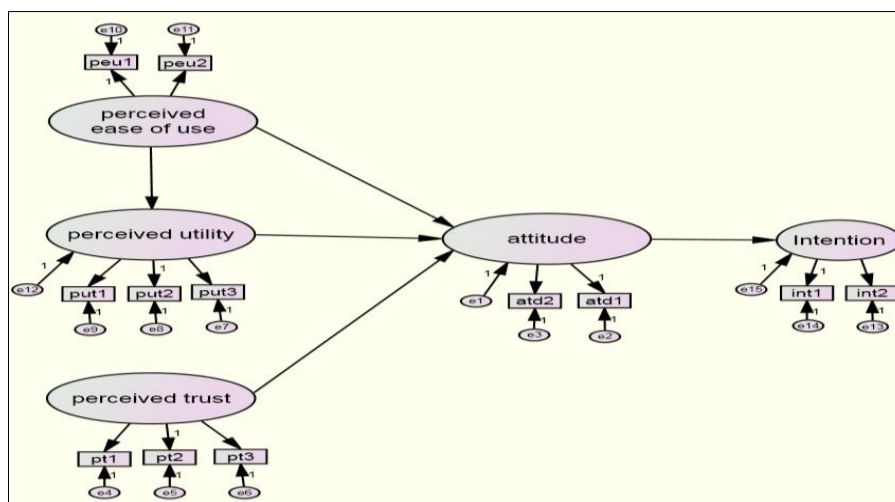 e10 e11
1 1
peu1 peu2
1
perceived
ease of use
perceived utility
1
e12
1
put1 put2 put3
1 1 1
e9 e8 e7
attitude
1 1
e1
atd2 atd1
1 1
e3 e2
Intention
1 1
e15
int1 int2
1 1
e14 e13
perceived trust
1
pt1 pt2 pt3
1 1 1
e4 e5 e6